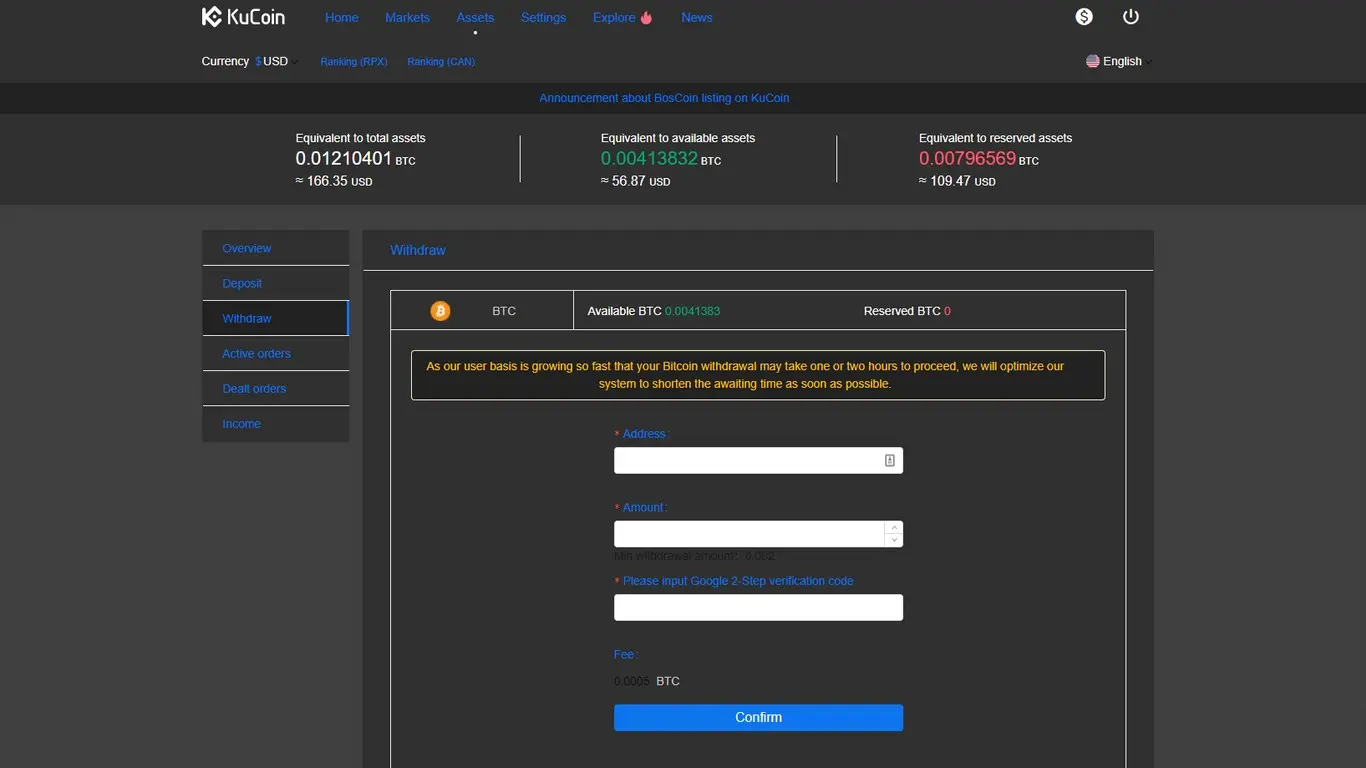 KuCoin Home Markets Assets Settings Explore News
Currency $ USD Ranking (RPX) Ranking (CAN) English
Announcement about BosCoin listing on KuCoin
Equivalent to total assets
0.01210401 BTC
≈ 166.35 USD
Equivalent to available assets
0.00413832 BTC
≈ 56.87 USD
Equivalent to reserved assets
0.00796569 BTC
≈ 109.47 USD
Overview
Deposit
Withdraw
Active orders
Dealt orders
Income
Withdraw
BTC Available BTC 0.0041383 Reserved BTC 0
As our user basis is growing so fast that your Bitcoin withdrawal may take one or two hours to proceed, we will optimize our
system to shorten the awaiting time as soon as possible.
* Address:
* Amount:
Min withdrawal amount: 0.002
* Please input Google 2-Step verification code
Fee:
0.0005 BTC
Confirm